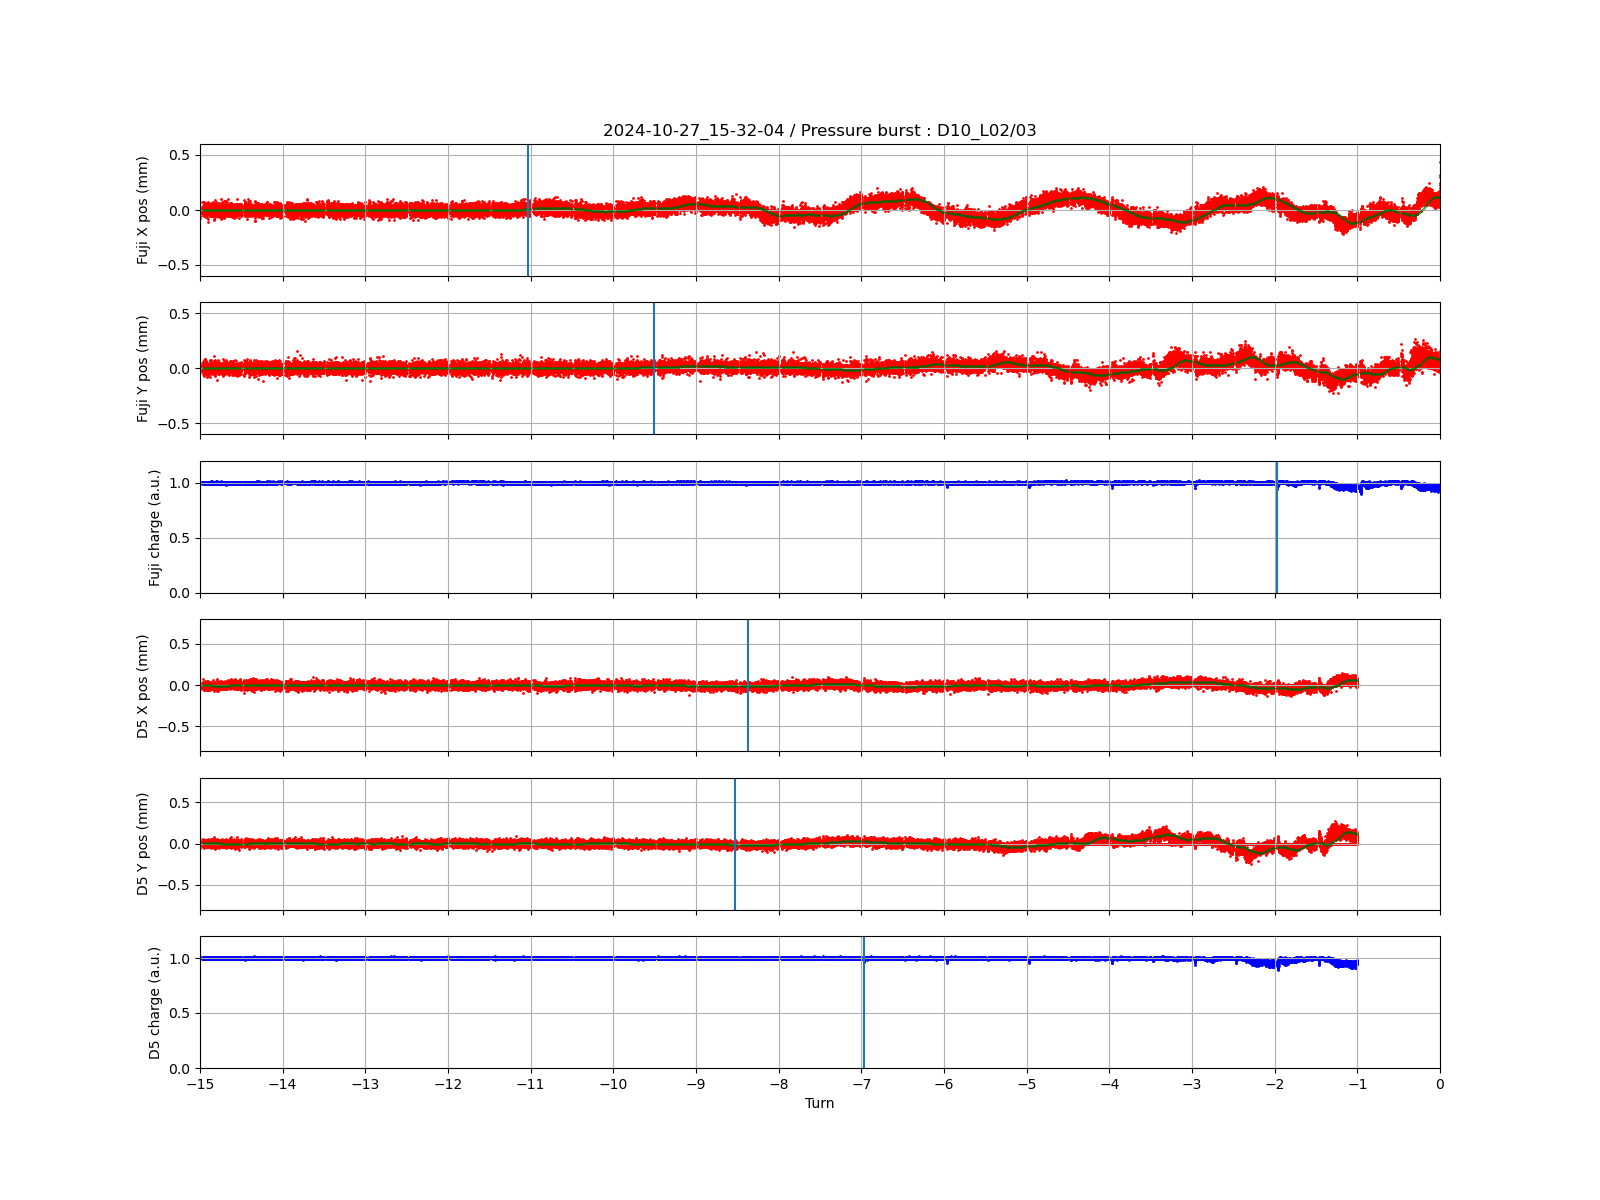 2024-10-27_15-32-04 / Pressure burst : D10_L02/03
Fuji X pos (mm)
0.5
0.0
−0.5
Fuji Y pos (mm)
0.5
0.0
−0.5
Fuji charge (a.u.)
1.0
0.5
0.0
D5 X pos (mm)
0.5
0.0
−0.5
D5 Y pos (mm)
0.5
0.0
−0.5
D5 charge (a.u.)
1.0
0.5
0.0
−15 −14 −13 −12 −11 −10 −9 −8 −7 −6 −5 −4 −3 −2 −1 0
Turn